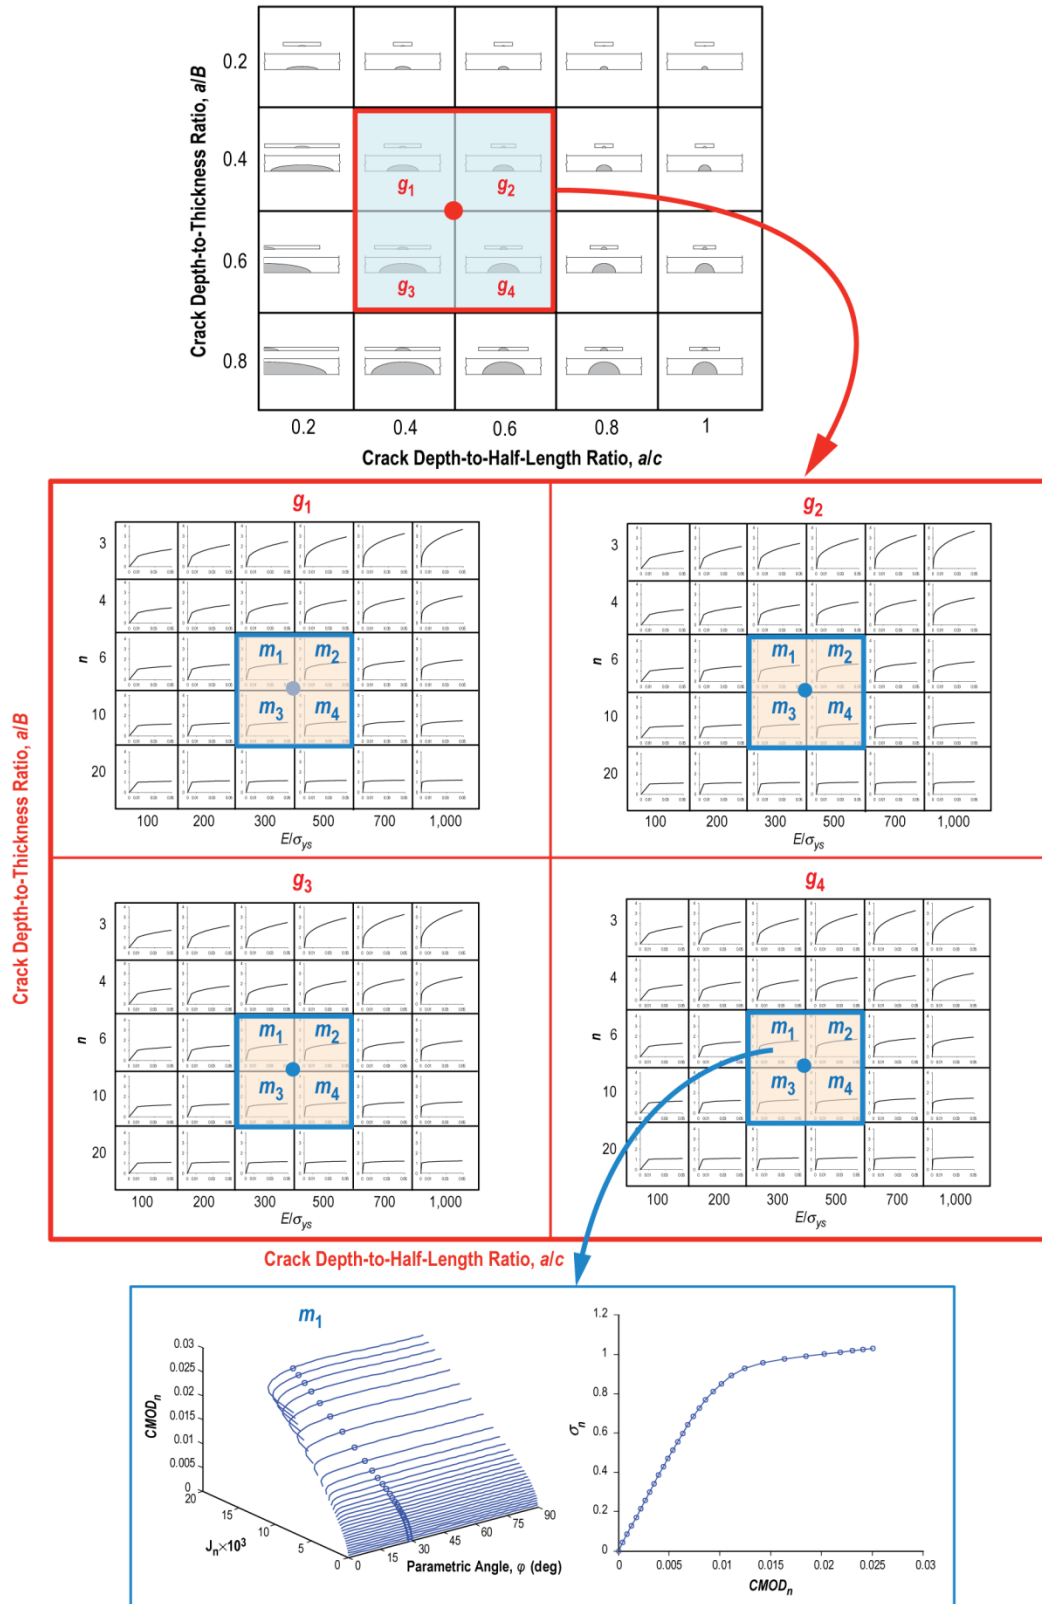 Crack Depth-to-Thickness Ratio, a/B
0.2
0.4
0.6
0.8
g1
g2
g3
g4
0.2 0.4 0.6 0.8 1
Crack Depth-to-Half-Length Ratio, a/c
Crack Depth-to-Thickness Ratio, a/B
g1
n
3
4
6
10
20
m1 m2
m3 m4
100 200 300 500 700 1,000
E/σys
g2
n
3
4
6
10
20
m1 m2
m3 m4
100 200 300 500 700 1,000
E/σys
g3
n
3
4
6
10
20
m1 m2
m3 m4
100 200 300 500 700 1,000
E/σys
g4
n
3
4
6
10
20
m1 m2
m3 m4
100 200 300 500 700 1,000
E/σys
Crack Depth-to-Half-Length Ratio, a/c
m1
CMODn
0.03
0.025
0.02
0.015
0.01
0.005
0
20
15
10
5
0
Jn×10³
0 15 30 45 60 75 90
Parametric Angle, φ (deg)
σn
1.2
1
0.8
0.6
0.4
0.2
0
0 0.005 0.01 0.015 0.02 0.025 0.03
CMODn